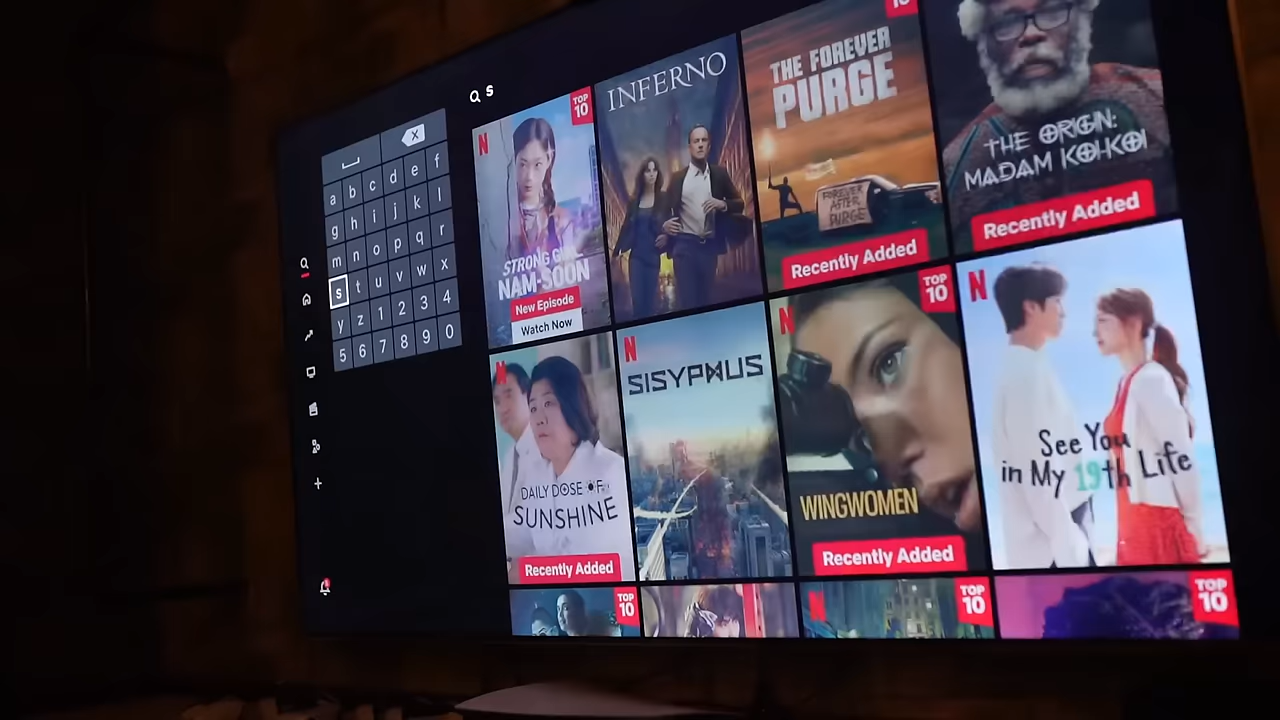 S
a b c d e f
g h i j k l
m n o p q r
s t u v w x
y z 1 2 3 4
5 6 7 8 9 0
N
TOP
10
STRONG
NAM-SOON
New Episode
Watch Now
INFERNO
THE FOREVER
PURGE
FOREVER
AFTER
PURGE
Recently Added
10
THE ORIGIN:
MADAM KOI-KOI
Recently Added
N
DAILY DOSE OF
SUNSHINE
Recently Added
N
SISYPHUS
N
TOP
10
WINGWOMEN
Recently Added
N
See You
in My 19th Life
TOP
10
N
TOP
10
TOP
10